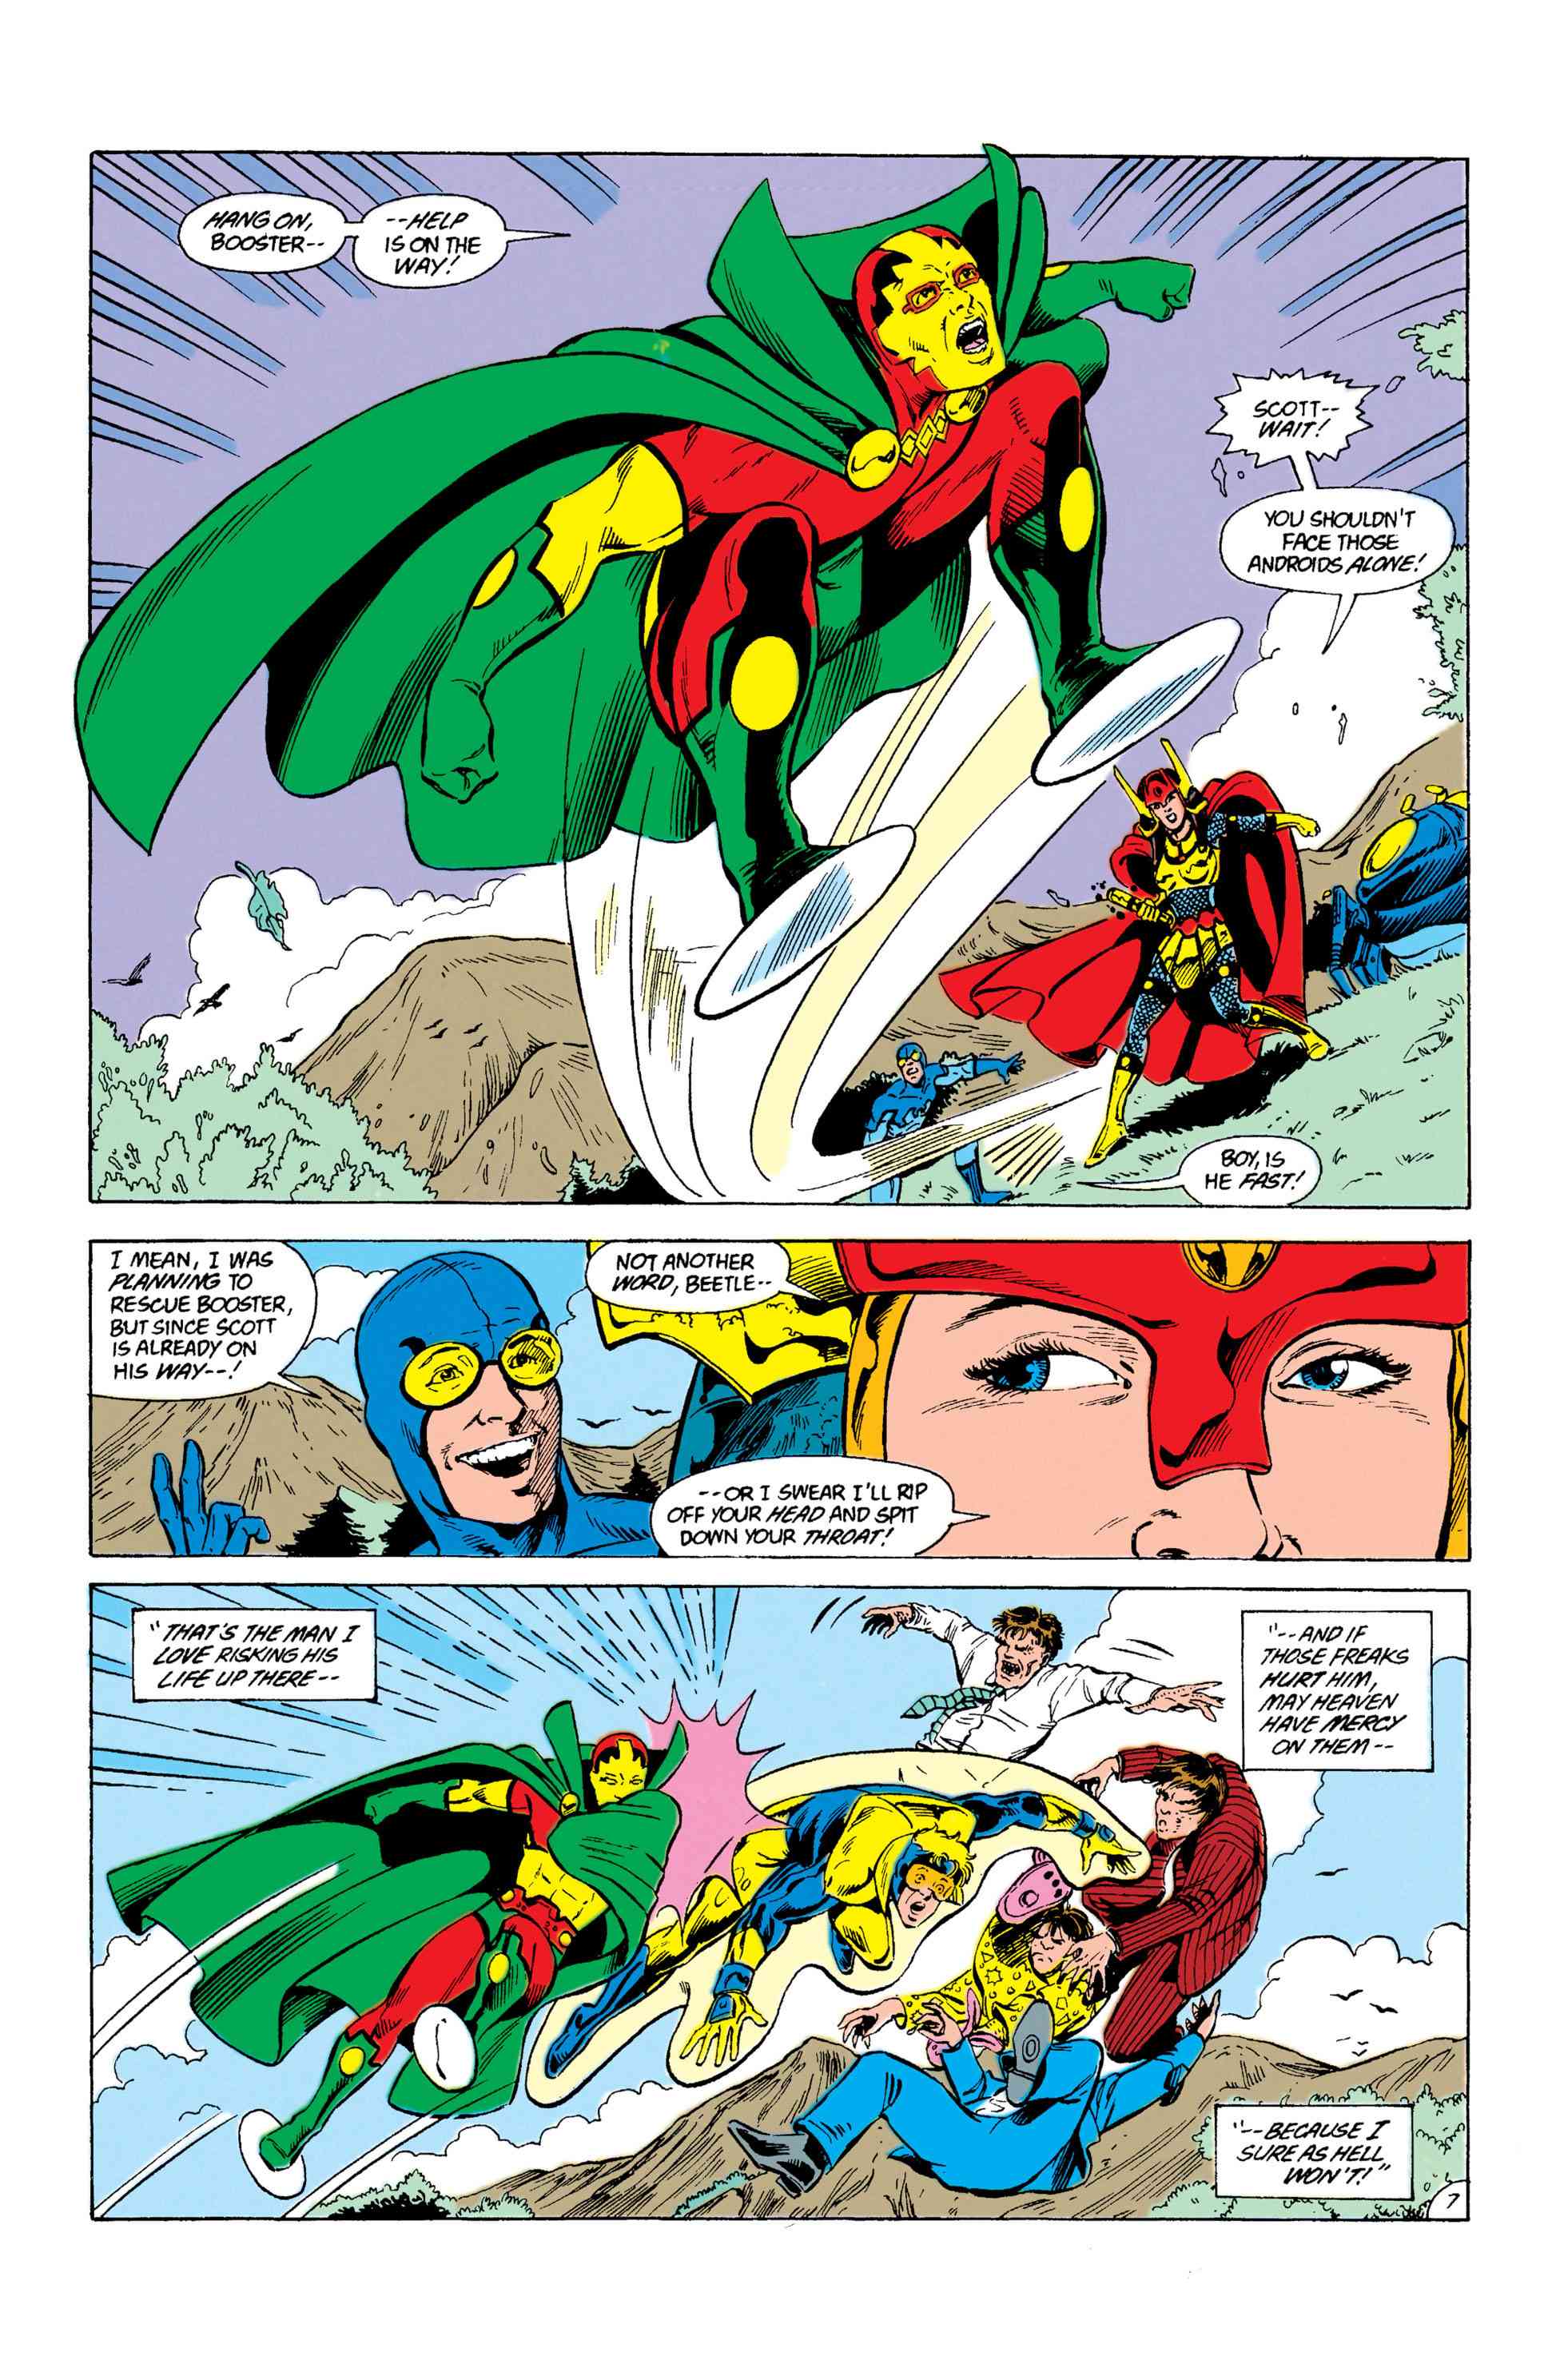 HANG ON,
BOOSTER--
--HELP
IS ON THE
WAY!
SCOTT--
WAIT!
YOU SHOULDN'T
FACE THOSE
ANDROIDS ALONE!
BOY, IS
HE FAST!
I MEAN, I WAS
PLANNING TO
RESCUE BOOSTER,
BUT SINCE SCOTT
IS ALREADY ON
HIS WAY--!
NOT ANOTHER
WORD, BEETLE--
--OR I SWEAR I'LL RIP
OFF YOUR HEAD AND SPIT
DOWN YOUR THROAT!
"THAT'S THE MAN I
LOVE RISKING HIS
LIFE UP THERE--
"--AND IF
THOSE FREAKS
HURT HIM,
MAY HEAVEN
HAVE MERCY
ON THEM--
"--BECAUSE I
SURE AS HELL
WON'T!"
7